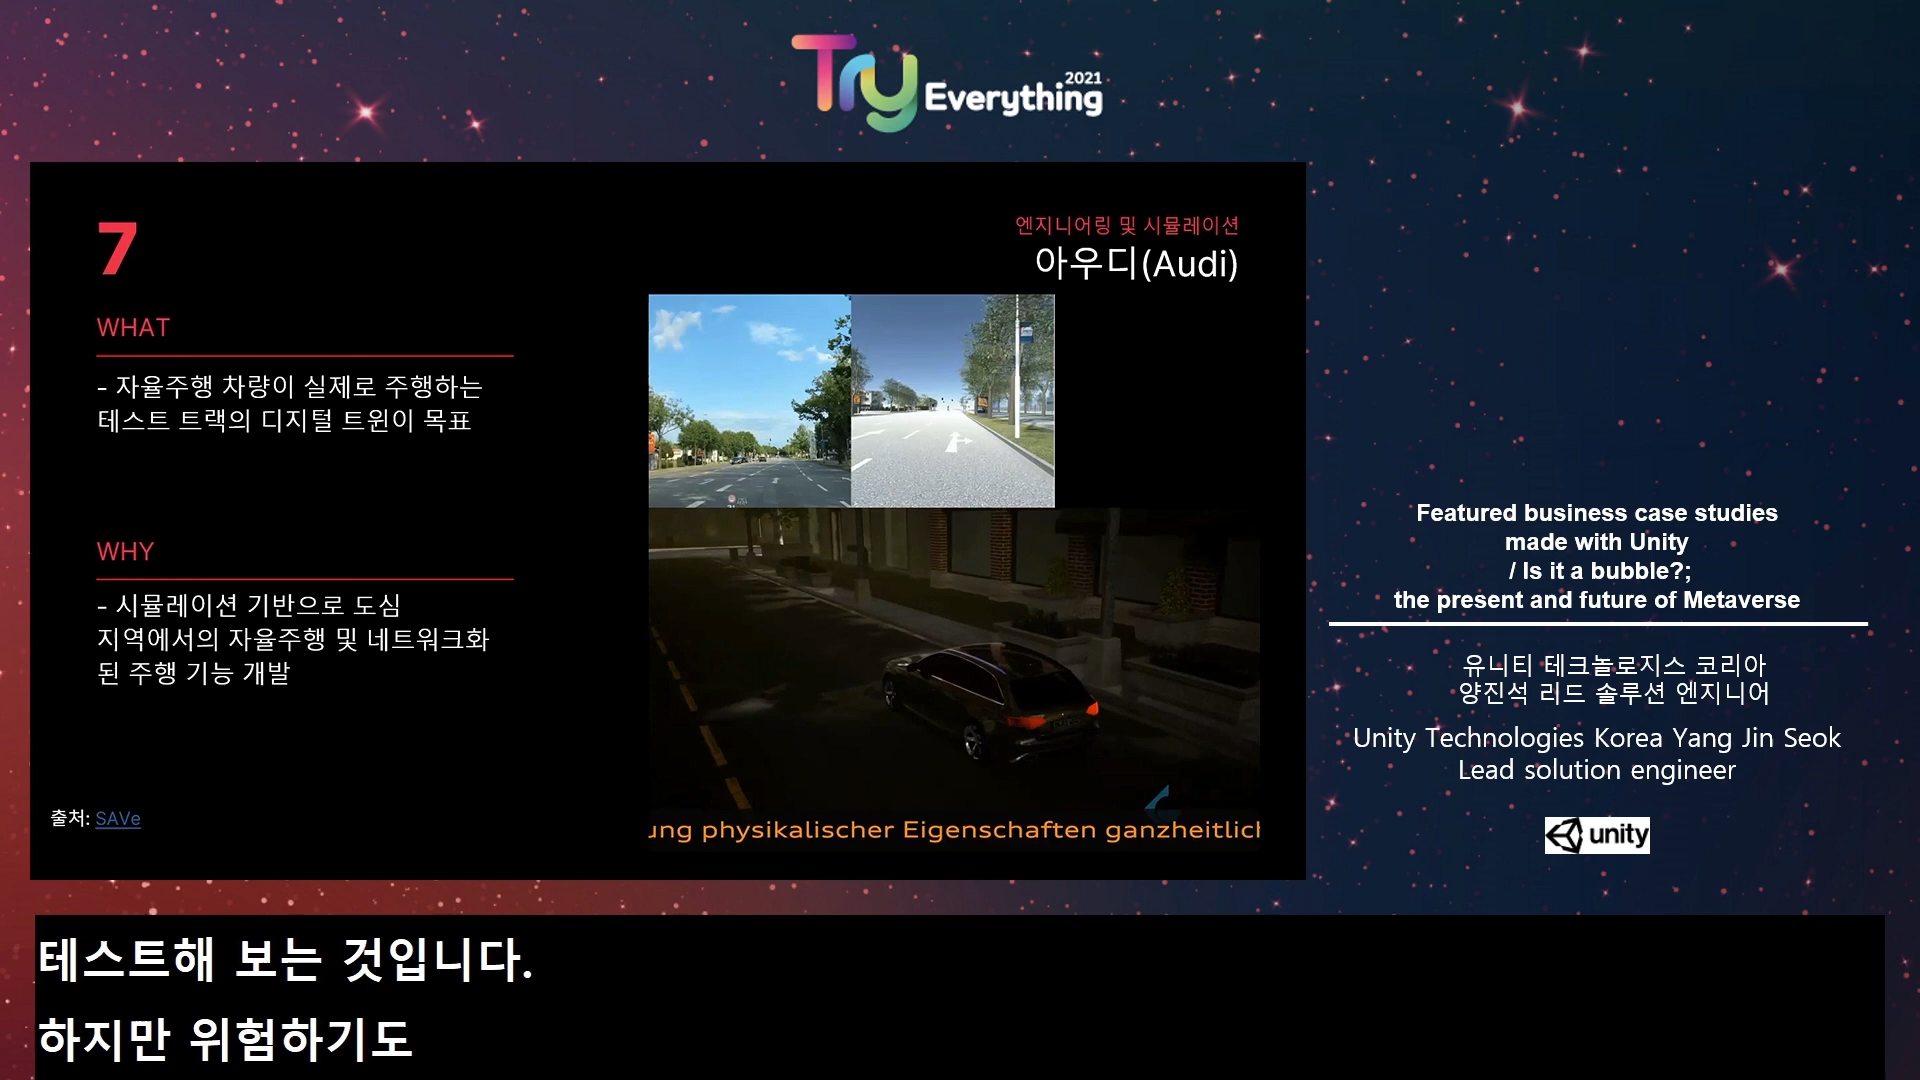 Try
Everything
2021
7
엔지니어링 및 시뮬레이션
아우디(Audi)
WHAT
- 자율주행 차량이 실제로 주행하는
테스트 트랙의 디지털 트윈이 목표
WHY
- 시뮬레이션 기반으로 도심
지역에서의 자율주행 및 네트워크화
된 주행 기능 개발
출처: SAVe
physikalischer Eigenschaften
Featured business case studies
made with Unity
/ Is it a bubble?;
the present and future of Metaverse
유니티 테크놀로지스 코리아
양진석 리드 솔루션 엔지니어
Unity Technologies Korea Yang Jin Seok
Lead solution engineer
unity
테스트해 보는 것입니다.
하지만 위험하기도